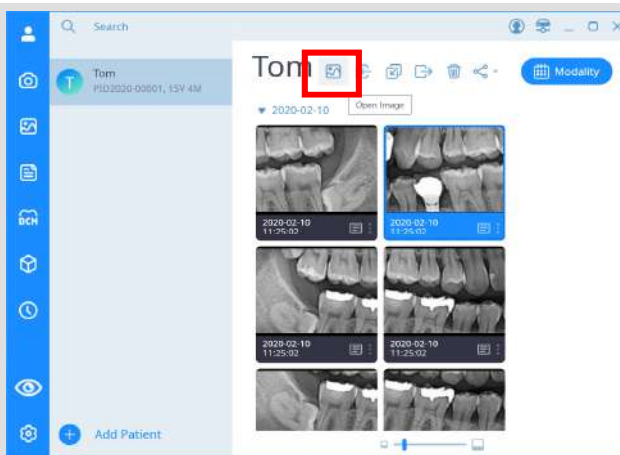 Search
T
Tom
PID2020-00001, 15Y 4M
Tom
Modality
Open Image
2020-02-10
2020-02-10
11:25:02
2020-02-10
11:25:02
2020-02-10
11:25:02
2020-02-10
11:25:02
DCM
Add Patient